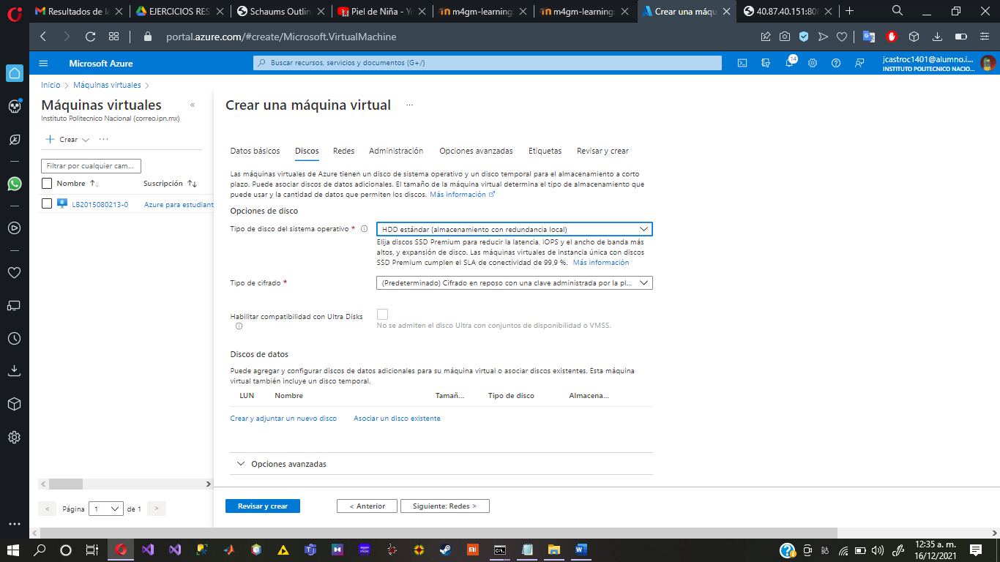 Resultados de la
EJERCICIOS RES
Schaums Outlin
Piel de Niña - Yo
m4gm-learning
m4gm-learning
Crear una máqu
40.87.40.151:808
portal.azure.com/#create/Microsoft.VirtualMachine
Microsoft Azure
Buscar recursos, servicios y documentos (G+/)
14
jcastroc1401@alumno.i...
INSTITUTO POLITECNICO NACIO...
Inicio > Máquinas virtuales >
Máquinas virtuales «
Instituto Politecnico Nacional (correo.ipn.mx)
+ Crear ...
Filtrar por cualquier cam...
Nombre ↑↓ Suscripción ↑↓
LB2015080213-0 Azure para estudiant
< Página 1 de 1 >
Crear una máquina virtual ...
Datos básicos Discos Redes Administración Opciones avanzadas Etiquetas Revisar y crear
Las máquinas virtuales de Azure tienen un disco de sistema operativo y un disco temporal para el almacenamiento a corto
plazo. Puede asociar discos de datos adicionales. El tamaño de la máquina virtual determina el tipo de almacenamiento que
puede usar y la cantidad de datos que permiten los discos. Más información
Opciones de disco
Tipo de disco del sistema operativo * HDD estándar (almacenamiento con redundancia local)
Elija discos SSD Premium para reducir la latencia, IOPS y el ancho de banda más
altos, y expansión de disco. Las máquinas virtuales de instancia única con discos
SSD Premium cumplen el SLA de conectividad de 99,9 %. Más información
Tipo de cifrado * (Predeterminado) Cifrado en reposo con una clave administrada por la pl...
Habilitar compatibilidad con Ultra Disks
No se admiten el disco Ultra con conjuntos de disponibilidad o VMSS.
Discos de datos
Puede agregar y configurar discos de datos adicionales para su máquina virtual o asociar discos existentes. Esta máquina
virtual también incluye un disco temporal.
LUN Nombre Tamañ... Tipo de disco Almacena...
Crear y adjuntar un nuevo disco Asociar un disco existente
Opciones avanzadas
Revisar y crear < Anterior Siguiente: Redes >
12:35 a. m.
16/12/2021